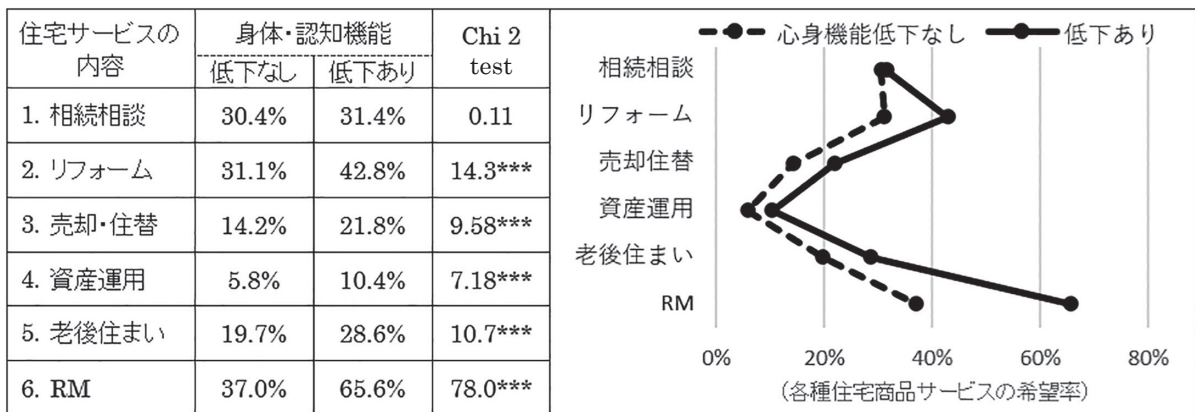 住宅サービスの
内容
身体・認知機能
低下なし
低下あり
Chi 2
test
1. 相続相談 30.4% 31.4% 0.11
2. リフォーム 31.1% 42.8% 14.3***
3. 売却・住替 14.2% 21.8% 9.58***
4. 資産運用 5.8% 10.4% 7.18***
5. 老後住まい 19.7% 28.6% 10.7***
6. RM 37.0% 65.6% 78.0***
心身機能低下なし 低下あり
相続相談
リフォーム
売却住替
資産運用
老後住まい
RM
0% 20% 40% 60% 80%
(各種住宅商品サービスの希望率)